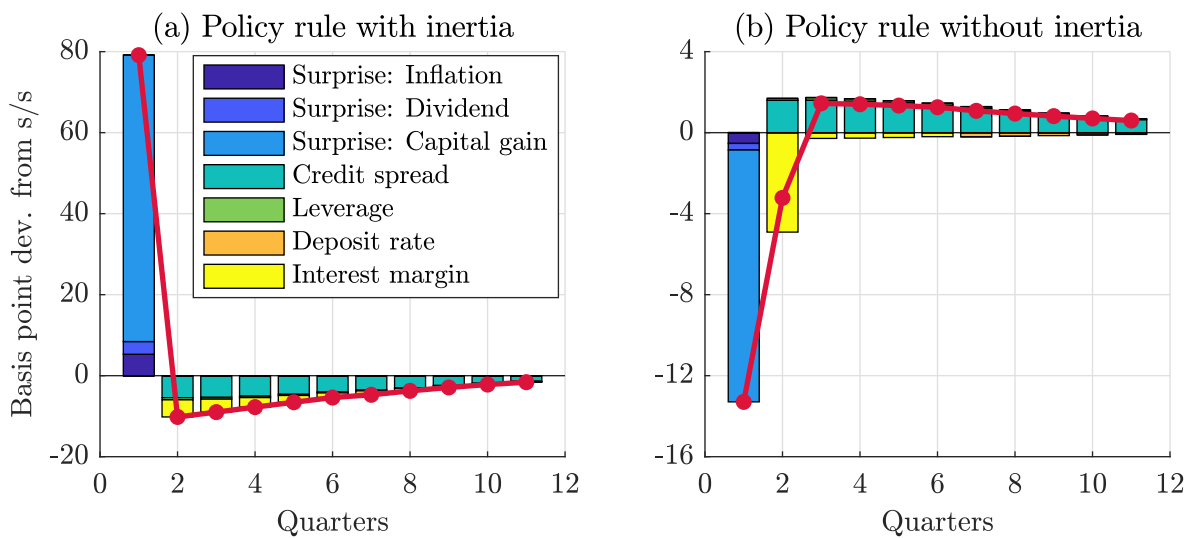 (a) Policy rule with inertia
(b) Policy rule without inertia
Basis point dev. from s/s
80
60
40
20
0
-20
Surprise: Inflation
Surprise: Dividend
Surprise: Capital gain
Credit spread
Leverage
Deposit rate
Interest margin
0 2 4 6 8 10 12
Quarters
4
0
-4
-8
-12
-16
0 2 4 6 8 10 12
Quarters